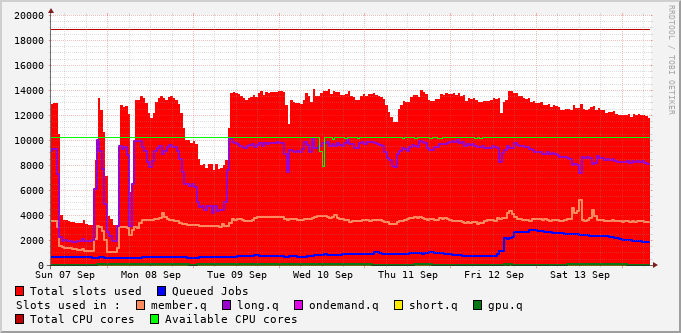 RRDTOOL / TOBI OETIKER
20000
18000
16000
14000
12000
10000
8000
6000
4000
2000
0
Sun 07 Sep Mon 08 Sep Tue 09 Sep Wed 10 Sep Thu 11 Sep Fri 12 Sep Sat 13 Sep
Total slots used Queued Jobs
Slots used in : member.q long.q ondemand.q short.q gpu.q
Total CPU cores Available CPU cores